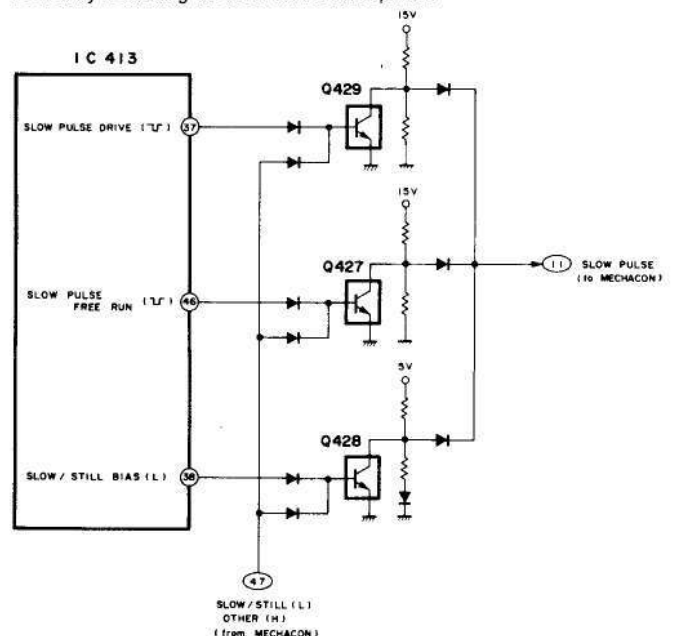 IC 413
15V
Q429
SLOW PULSE DRIVE ( ) 37
15V
Q427
SLOW PULSE
FREE RUN ( ) 46
11 SLOW PULSE
(to MECHACON)
5V
Q428
SLOW / STILL BIAS (L) 38
47
SLOW / STILL (L)
OTHER (H)
(from MECHACON)